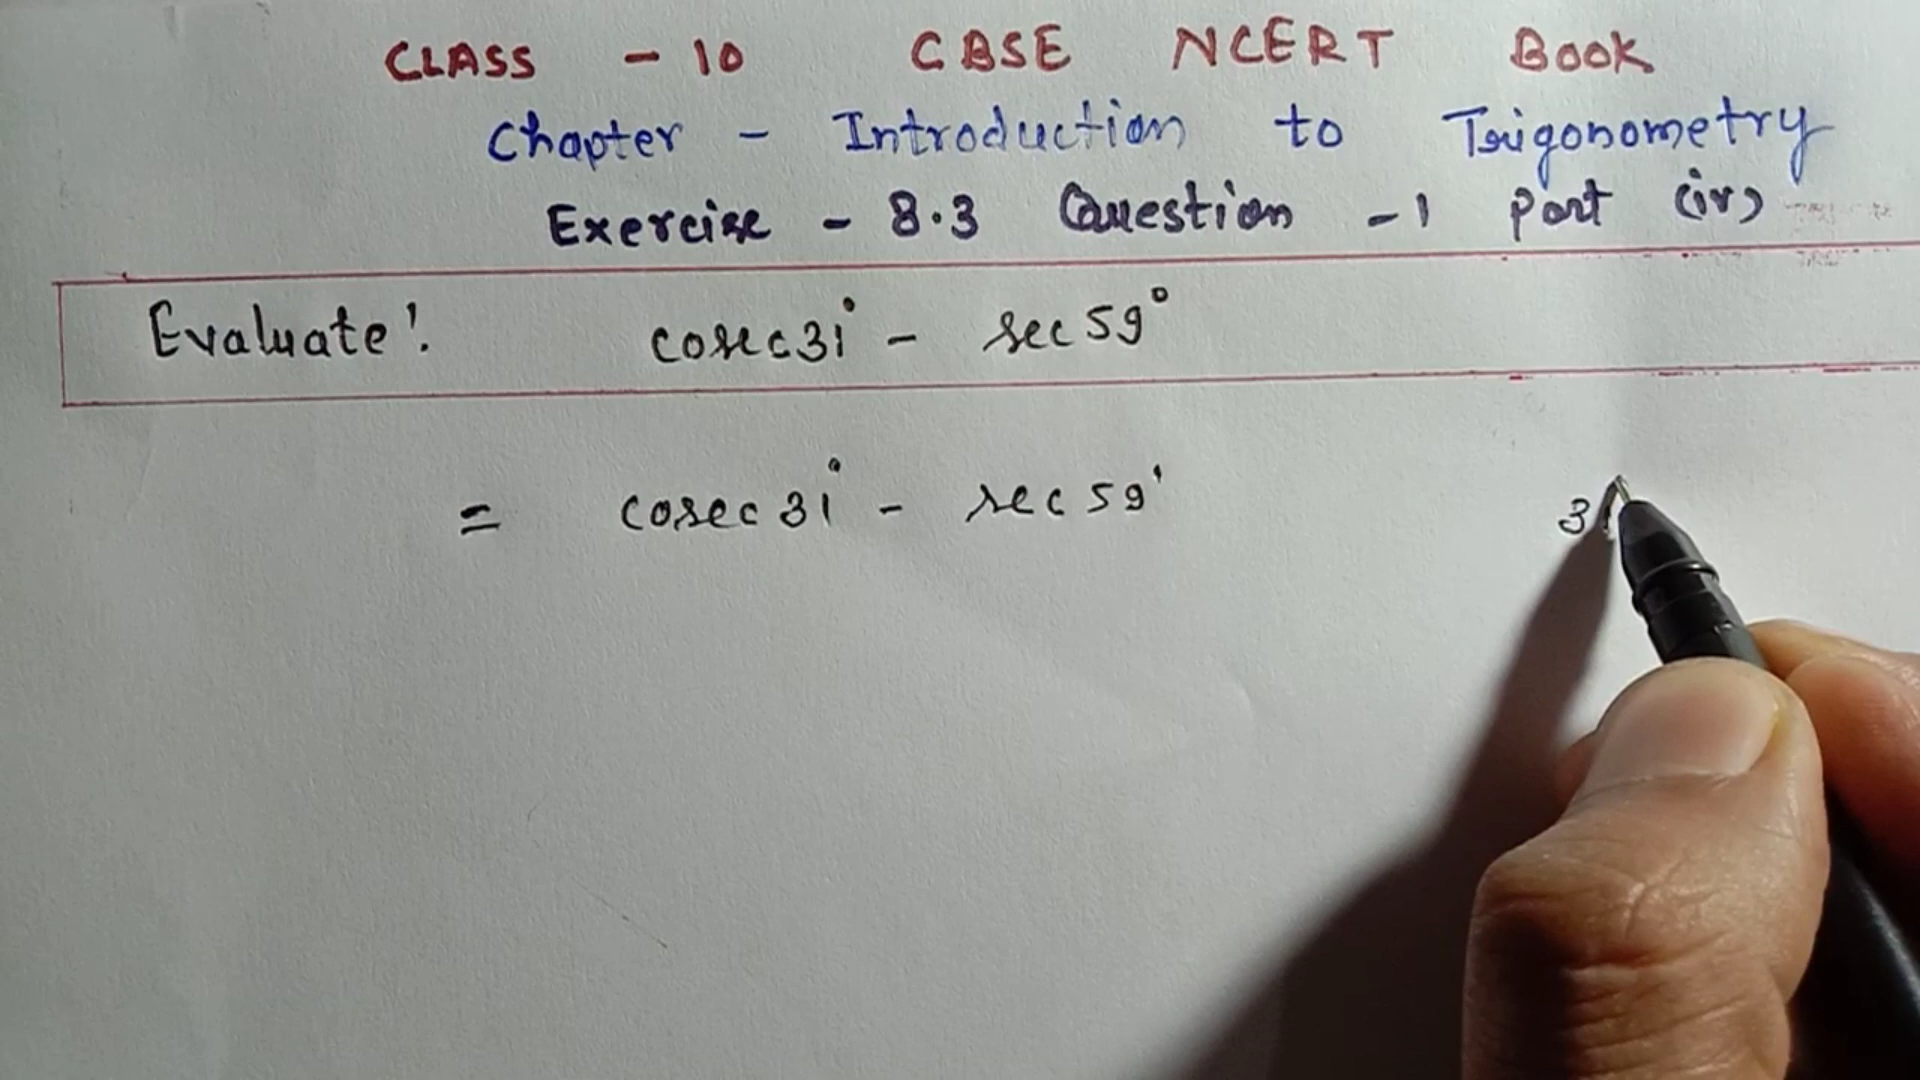 CLASS - 10 CBSE NCERT Book
Chapter - Introduction to Trigonometry
Exercise - 8.3 Question - 1 part (iv)
Evaluate: cosec31° - sec59°
= cosec31° - sec59°
31